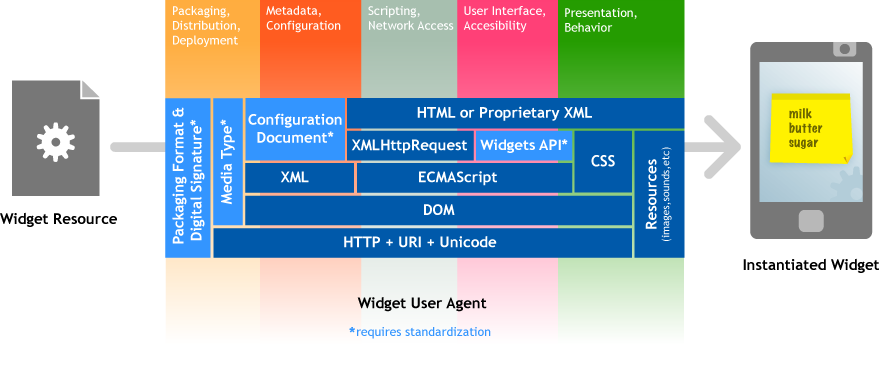 Packaging,
Distribution,
Deployment
Metadata,
Configuration
Scripting,
Network Access
User Interface,
Accesibility
Presentation,
Behavior
Widget Resource
Packaging Format &
Digital Signature*
Media Type*
Configuration
Document*
HTML or Proprietary XML
XMLHttpRequest
Widgets API*
CSS
Resources
(images,sounds,etc)
XML
ECMAScript
DOM
HTTP + URI + Unicode
milk
butter
sugar
Instantiated Widget
Widget User Agent
*requires standardization